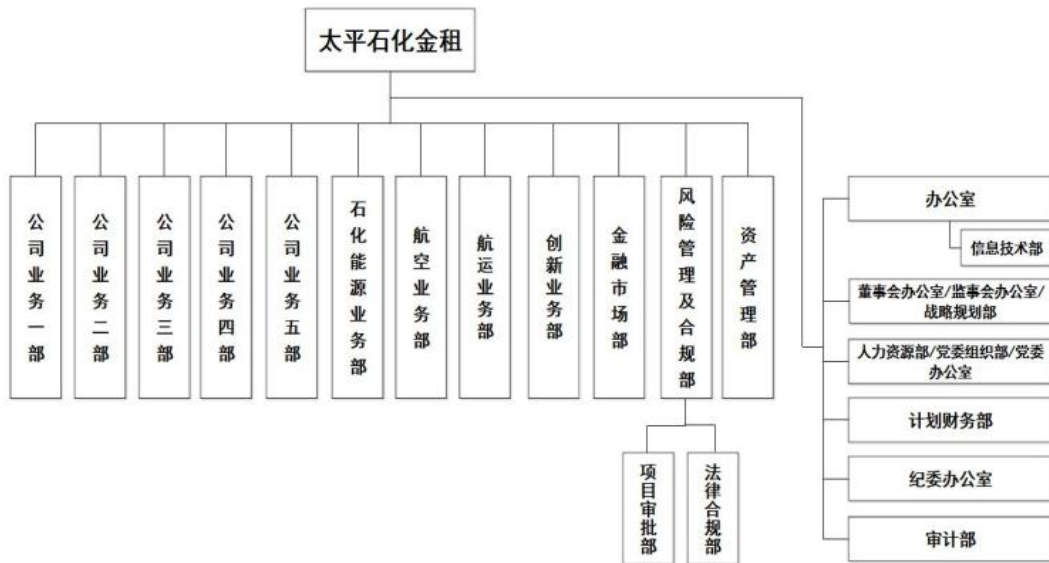 太平石化金租
公司业务一部
公司业务二部
公司业务三部
公司业务四部
公司业务五部
石化能源业务部
航空业务部
航运业务部
创新业务部
金融市场部
风险管理及合规部
资产管理部
项目审批部
法律合规部
办公室
信息技术部
董事会办公室/监事会办公室/
战略规划部
人力资源部/党委组织部/党委
办公室
计划财务部
纪委办公室
审计部